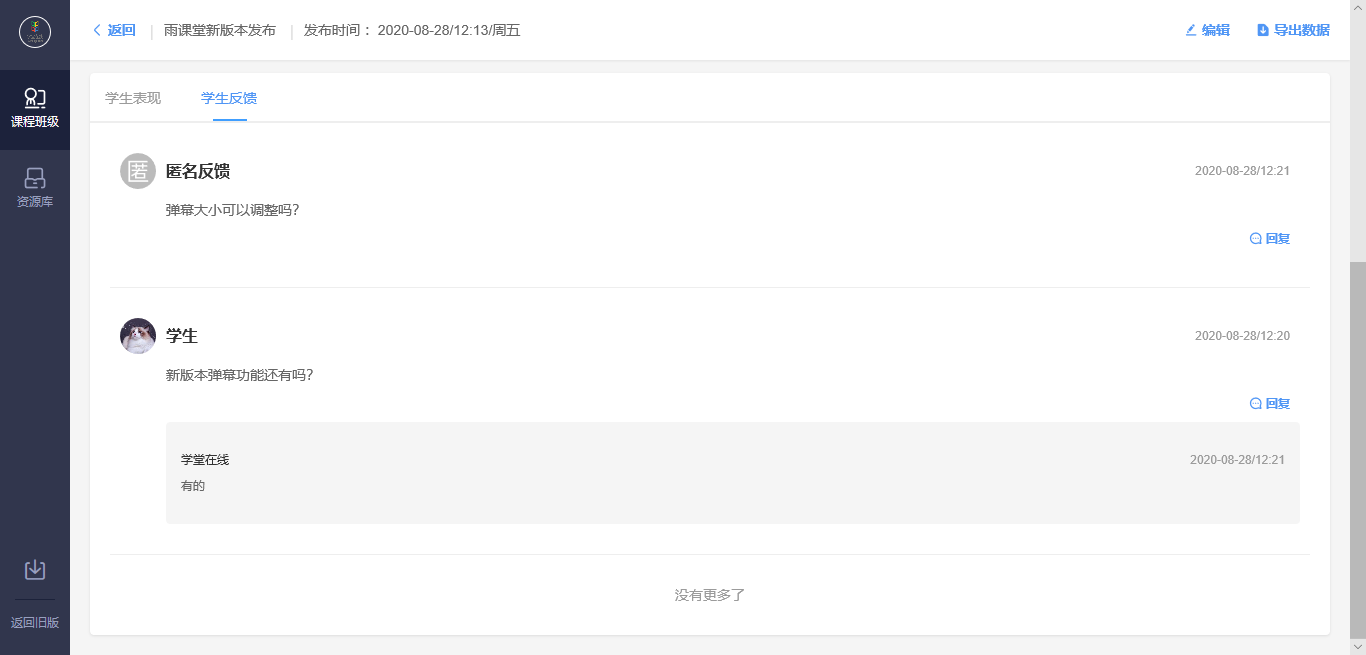 返回 雨课堂新版本发布 发布时间： 2020-08-28/12:13/周五 编辑 导出数据
课程班级
资源库
返回旧版
学生表现 学生反馈
匿 匿名反馈 2020-08-28/12:21
弹幕大小可以调整吗？
回复
学生 2020-08-28/12:20
新版本弹幕功能还有吗？
回复
学堂在线 2020-08-28/12:21
有的
没有更多了